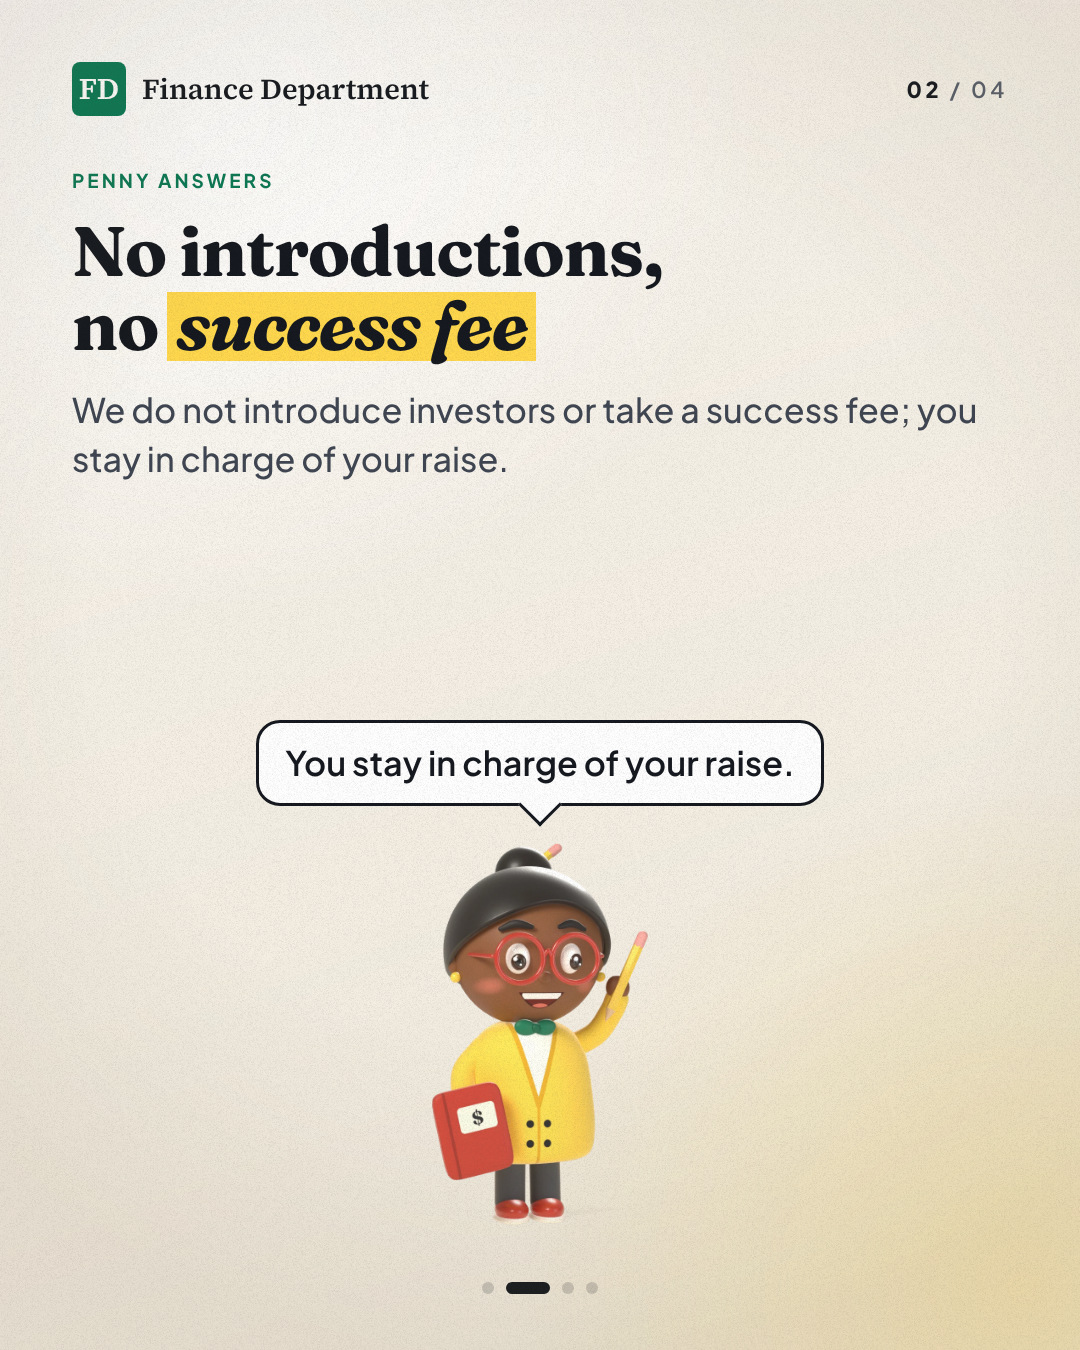 FD Finance Department
02 / 04
PENNY ANSWERS
No introductions,
no success fee
We do not introduce investors or take a success fee; you
stay in charge of your raise.
You stay in charge of your raise.
$